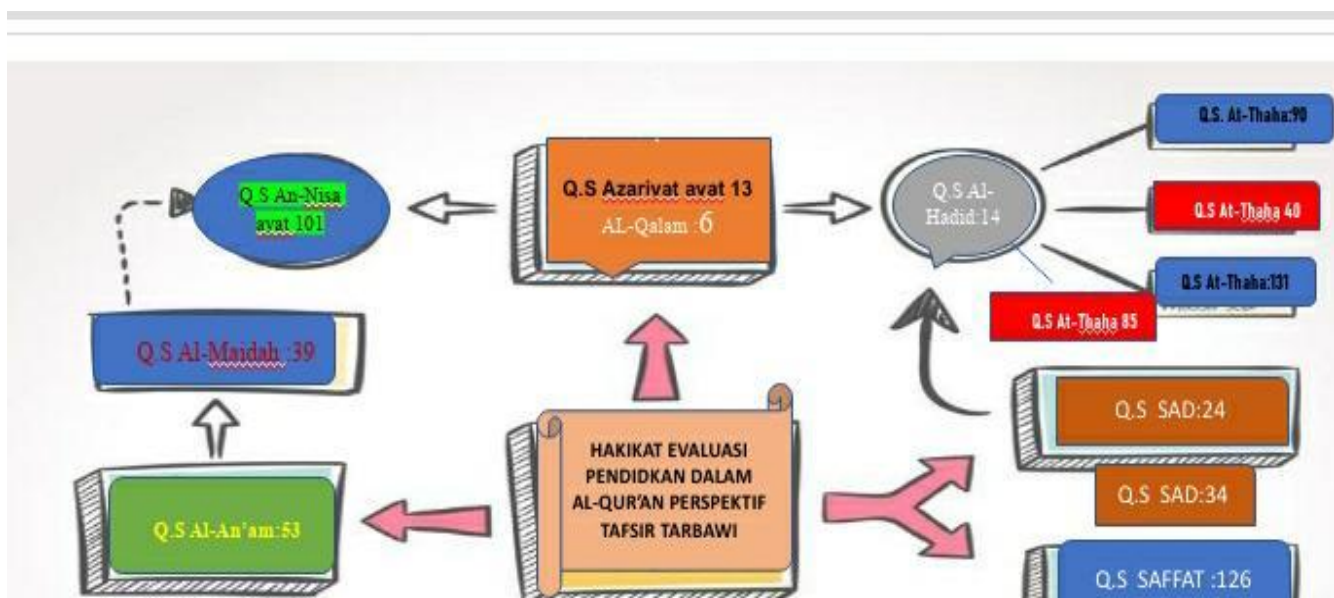 Q.S. At-Thaha:90
Q.S An-Nisa
ayat 101
Q.S Azarivat avat 13
AL-Qalam :6
Q.S Al-
Hadid:14
Q.S At-Thaha 40
Q.S At-Thaha:131
Q.S At-Thaha 85
Q.S Al-Maidah :39
Q.S SAD:24
Q.S SAD:34
HAKIKAT EVALUASI
PENDIDKAN DALAM
AL-QUR'AN PERSPEKTIF
TAFSIR TARBAWI
Q.S Al-An'am:53
Q.S SAFFAT :126